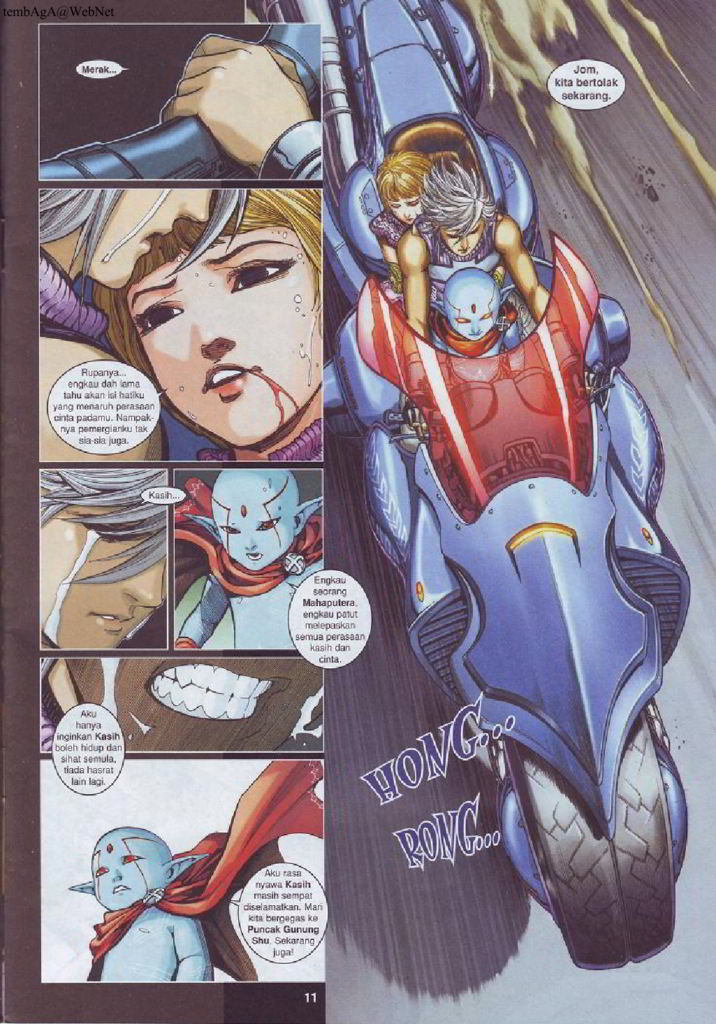 tembAgA@WebNet
Merak...
Rupanya...
engkau dah lama
tahu akan isi hatiku
yang menaruh perasaan
cinta padamu. Nampak-
nya pemergianku tak
sia-sia juga.
Kasih...
Engkau
seorang
Mahaputera,
engkau patut
melepaskan
semua perasaan
kasih dan
cinta.
Aku
hanya
inginkan Kasih
boleh hidup dan
sihat semula,
tiada hasrat
lain lagi.
Aku rasa
nyawa Kasih
masih sempat
diselamatkan. Mari
kita bergegas ke
Puncak Gunung
Shu. Sekarang
juga!
Jom,
kita bertolak
sekarang.
HONG...
RONG...
11